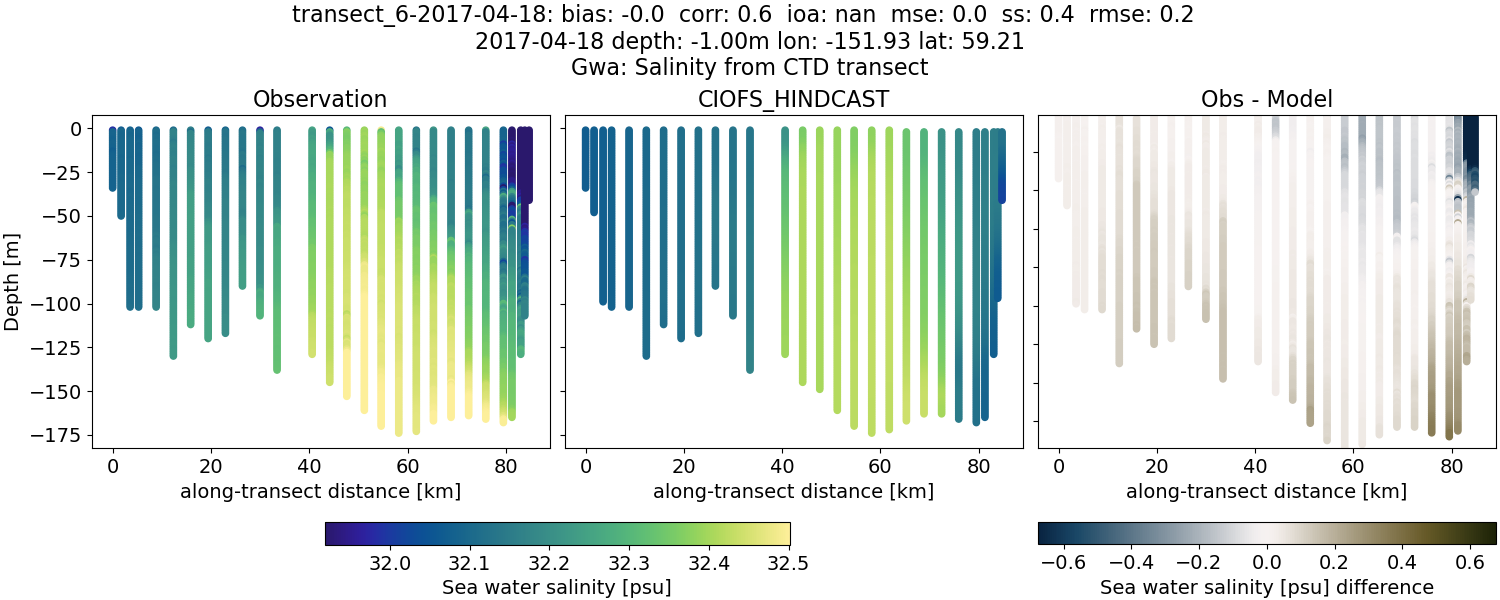 transect_6-2017-04-18: bias: -0.0  corr: 0.6  ioa: nan  mse: 0.0  ss: 0.4  rmse: 0.2
2017-04-18 depth: -1.00m lon: -151.93 lat: 59.21
Gwa: Salinity from CTD transect
Observation
CIOFS_HINDCAST
Obs - Model
Depth [m]
0
−25
−50
−75
−100
−125
−150
−175
0 20 40 60 80
0 20 40 60 80
0 20 40 60 80
along-transect distance [km]
along-transect distance [km]
along-transect distance [km]
32.0 32.1 32.2 32.3 32.4 32.5
Sea water salinity [psu]
−0.6 −0.4 −0.2 0.0 0.2 0.4 0.6
Sea water salinity [psu] difference